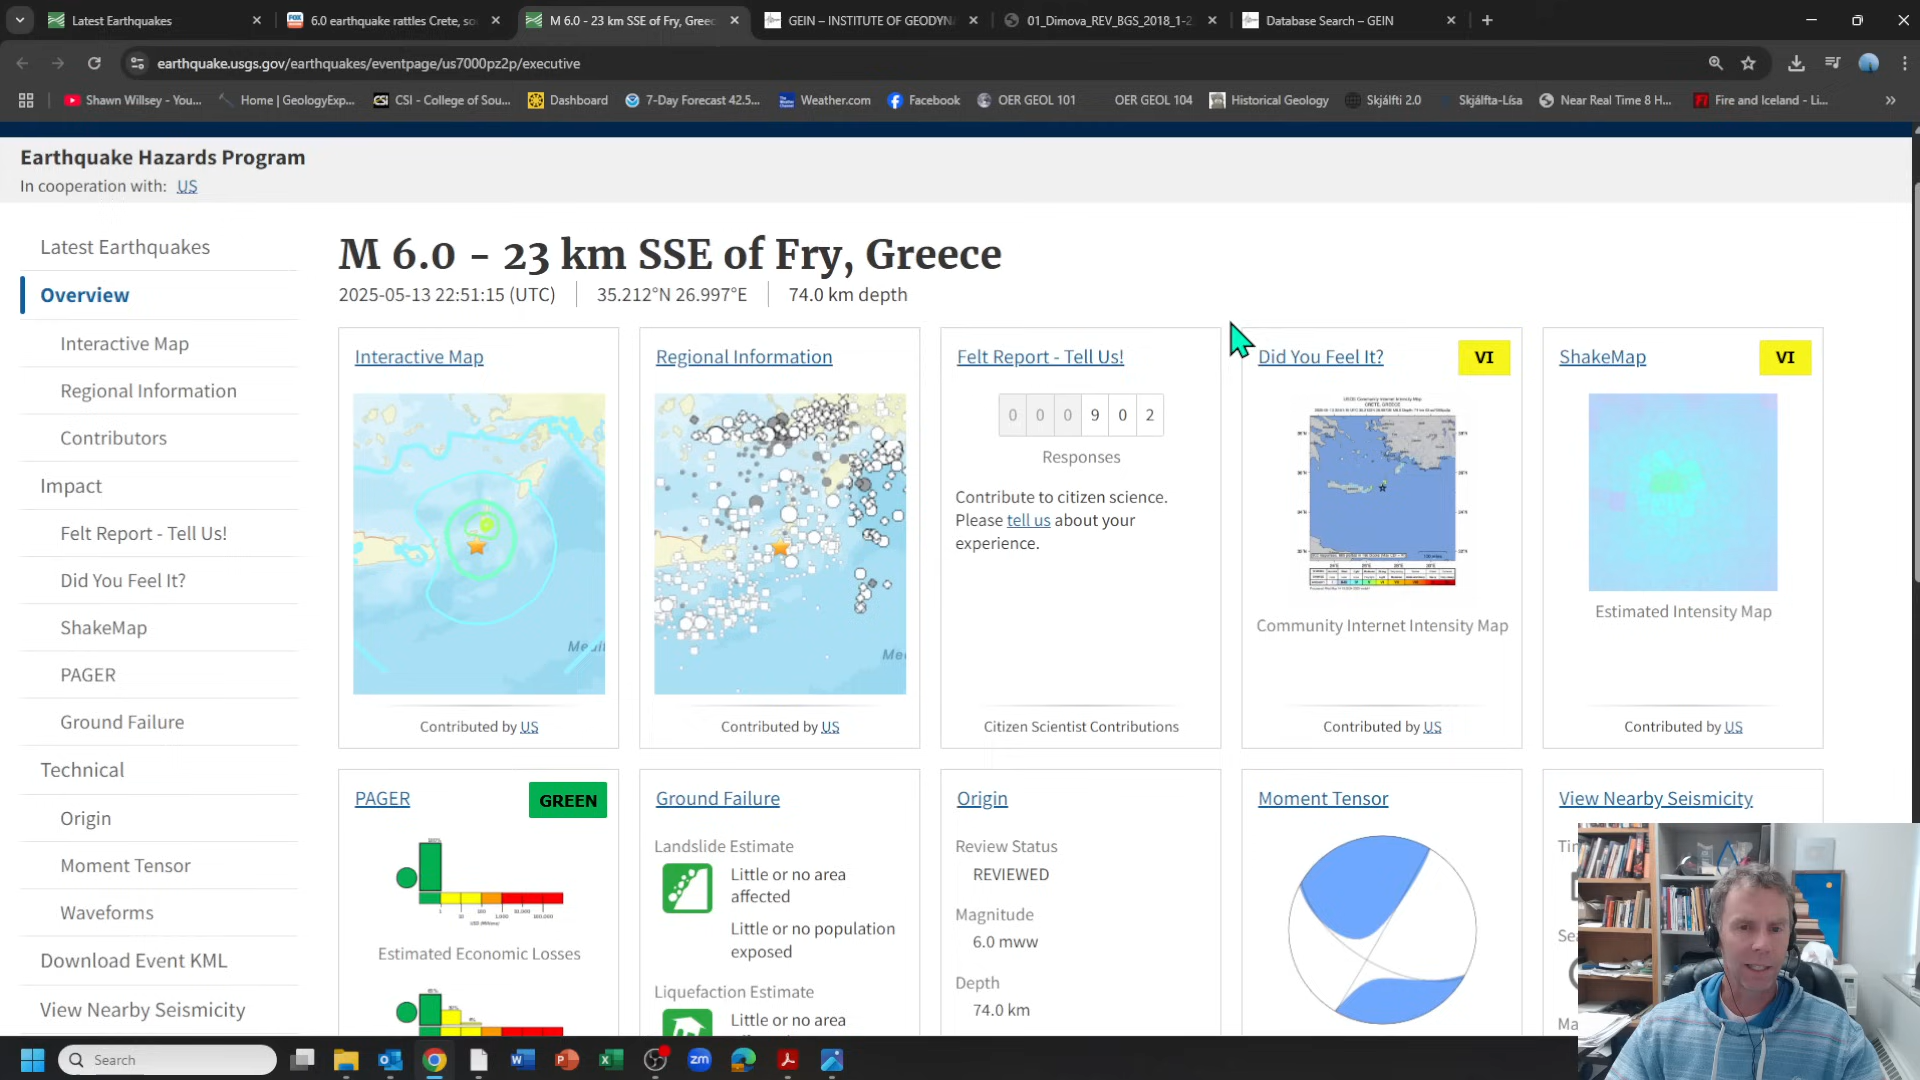 Latest Earthquakes
6.0 earthquake rattles Crete, so
M 6.0 - 23 km SSE of Fry, Greec
GEIN – INSTITUTE OF GEODYN
01_Dimova_REV_BGS_2018_1-2
Database Search – GEIN
earthquake.usgs.gov/earthquakes/eventpage/us7000pz2p/executive
Shawn Willsey - You...
Home | GeologyExp...
CSI - College of Sou...
Dashboard
7-Day Forecast 42.5...
Weather.com
Facebook
OER GEOL 101
OER GEOL 104
Historical Geology
Skjálfti 2.0
Skjálfta-Lísa
Near Real Time 8 H...
Fire and Iceland - Li...
Earthquake Hazards Program
In cooperation with: US
Latest Earthquakes
Overview
Interactive Map
Regional Information
Contributors
Impact
Felt Report - Tell Us!
Did You Feel It?
ShakeMap
PAGER
Ground Failure
Technical
Origin
Moment Tensor
Waveforms
Download Event KML
View Nearby Seismicity
M 6.0 - 23 km SSE of Fry, Greece
2025-05-13 22:51:15 (UTC)
35.212°N 26.997°E
74.0 km depth
Interactive Map
Contributed by US
Regional Information
Contributed by US
Felt Report - Tell Us!
0 0 0 9 0 2
Responses
Contribute to citizen science.
Please tell us about your
experience.
Citizen Scientist Contributions
Did You Feel It?
VI
Community Internet Intensity Map
Contributed by US
ShakeMap
VI
Estimated Intensity Map
Contributed by US
PAGER
GREEN
Estimated Economic Losses
Ground Failure
Landslide Estimate
Little or no area
affected
Little or no population
exposed
Liquefaction Estimate
Little or no area
Origin
Review Status
REVIEWED
Magnitude
6.0 mww
Depth
74.0 km
Moment Tensor
View Nearby Seismicity
Search